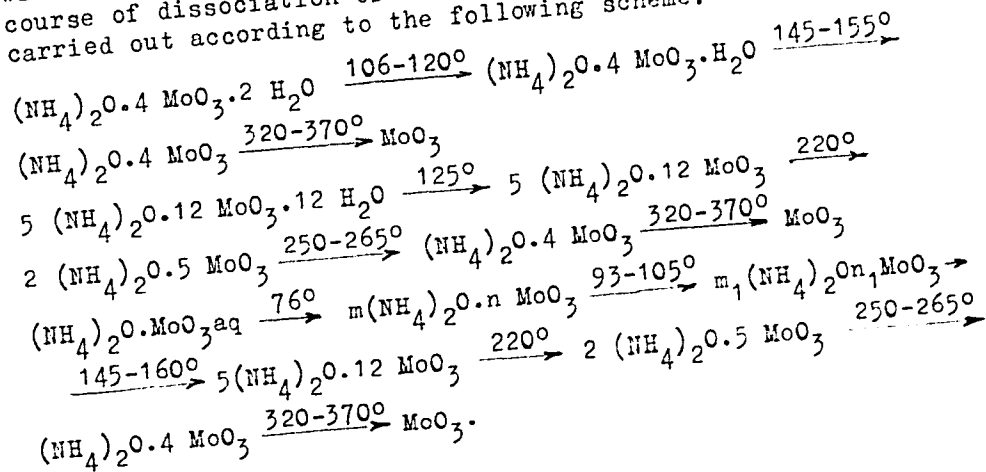 course of dissociation
carried out according to the following scheme:
(NH₄)₂O·4 MoO₃·2 H₂O —106-120°→ (NH₄)₂O·4 MoO₃·H₂O —145-155°→
(NH₄)₂O·4 MoO₃ —320-370°→ MoO₃
5 (NH₄)₂O·12 MoO₃·12 H₂O —125°→ 5 (NH₄)₂O·12 MoO₃ —220°→
2 (NH₄)₂O·5 MoO₃ —250-265°→ (NH₄)₂O·4 MoO₃ —320-370°→ MoO₃
(NH₄)₂O·MoO₃aq —76°→ m(NH₄)₂O·n MoO₃ —93-105°→ m₁(NH₄)₂On₁MoO₃→
—145-160°→ 5(NH₄)₂O·12 MoO₃ —220°→ 2 (NH₄)₂O·5 MoO₃ —250-265°→
(NH₄)₂O·4 MoO₃ —320-370°→ MoO₃.